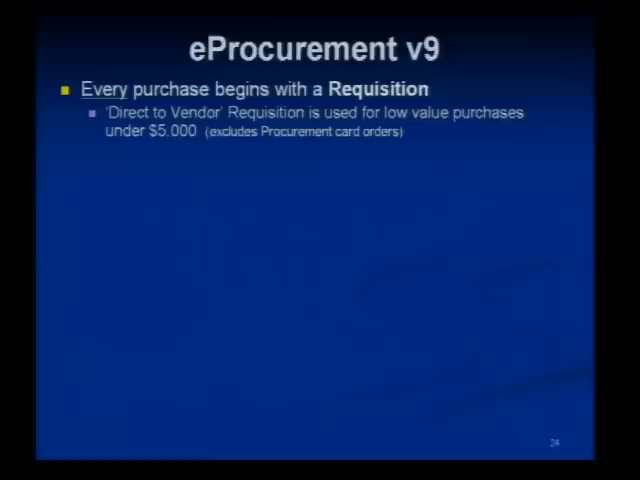 eProcurement v9
Every purchase begins with a Requisition
'Direct to Vendor' Requisition is used for low value purchases
under $5,000 (excludes Procurement card orders)
24